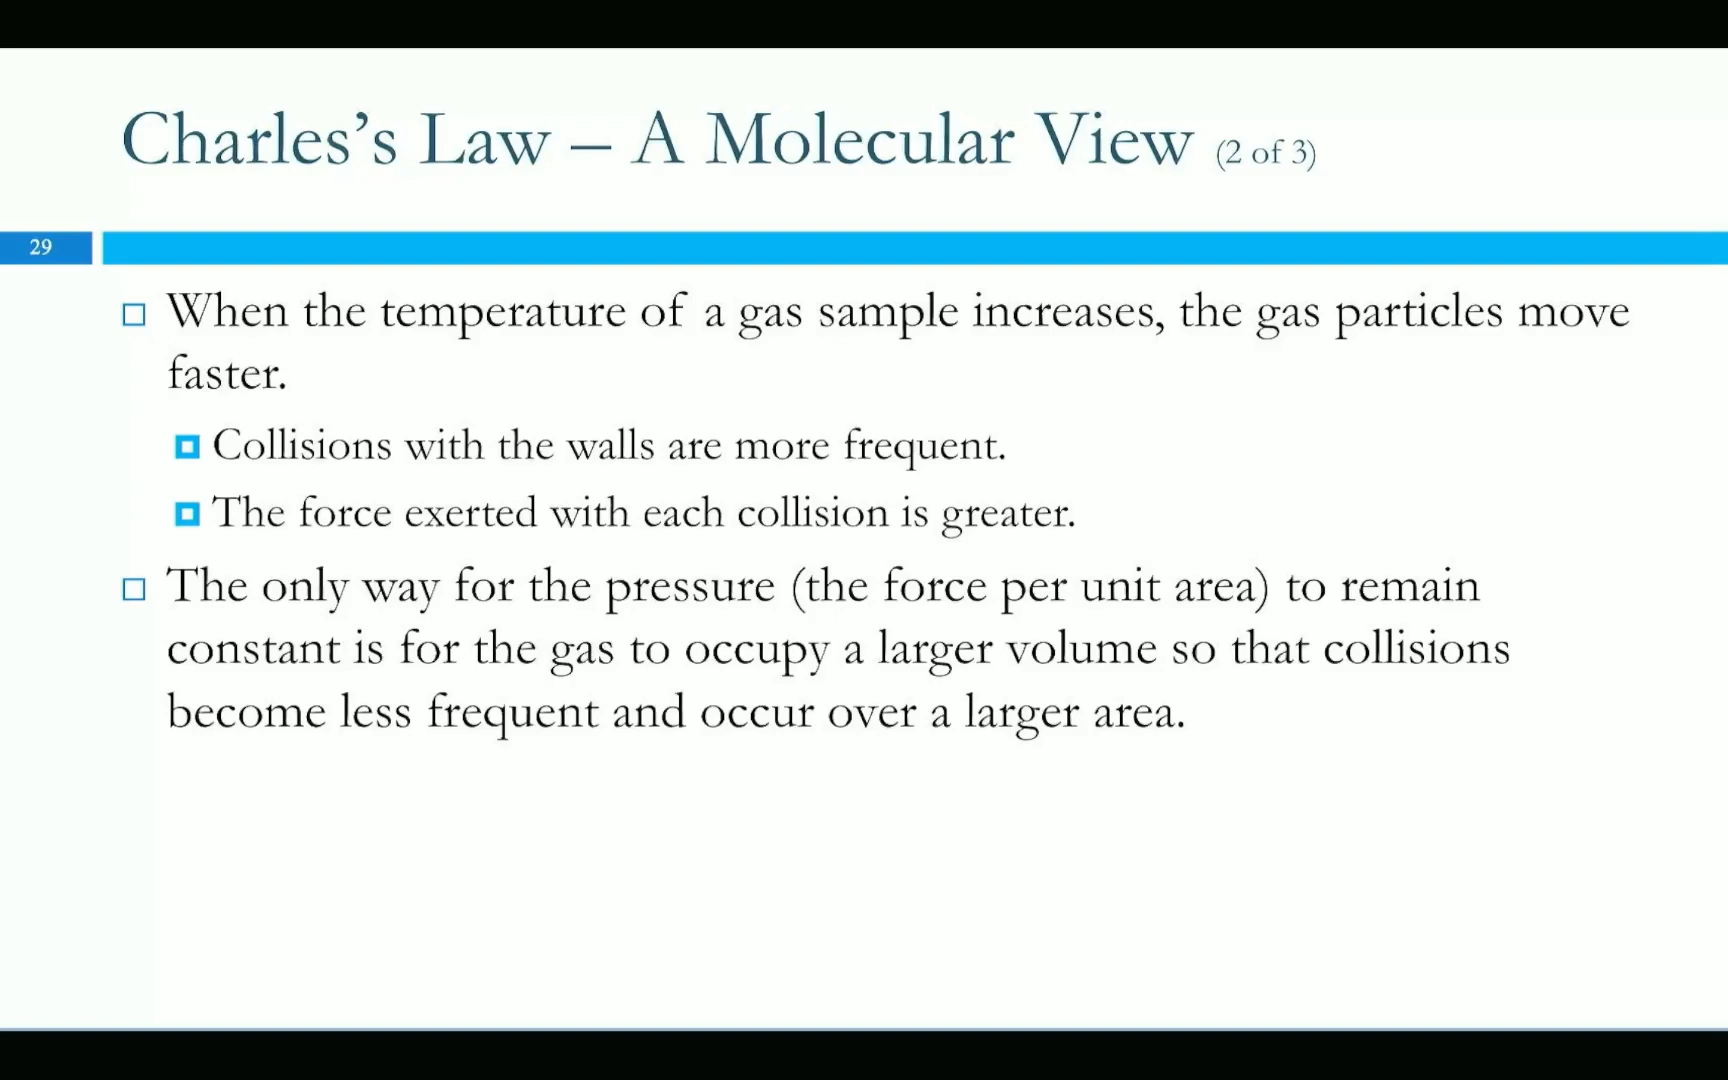 Charles’s Law – A Molecular View (2 of 3)
29
When the temperature of a gas sample increases, the gas particles move
faster.
Collisions with the walls are more frequent.
The force exerted with each collision is greater.
The only way for the pressure (the force per unit area) to remain
constant is for the gas to occupy a larger volume so that collisions
become less frequent and occur over a larger area.